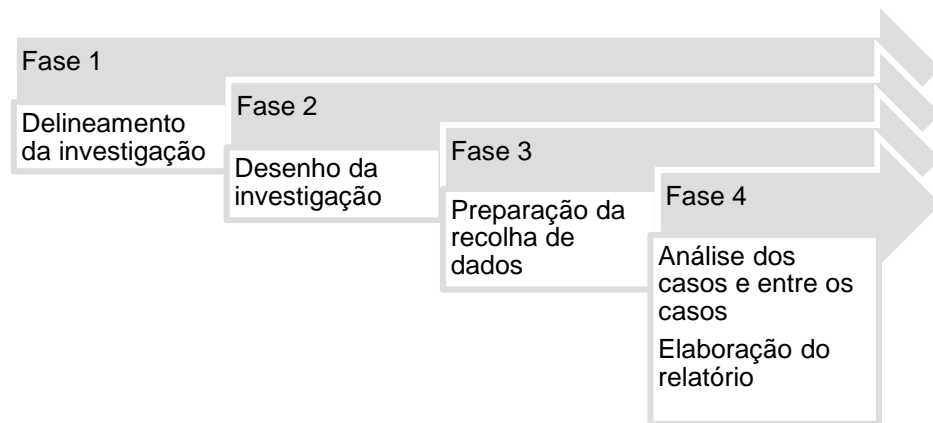 Fase 1
Delineamento
da investigação
Fase 2
Desenho da
investigação
Fase 3
Preparação da
recolha de
dados
Fase 4
Análise dos
casos e entre os
casos
Elaboração do
relatório